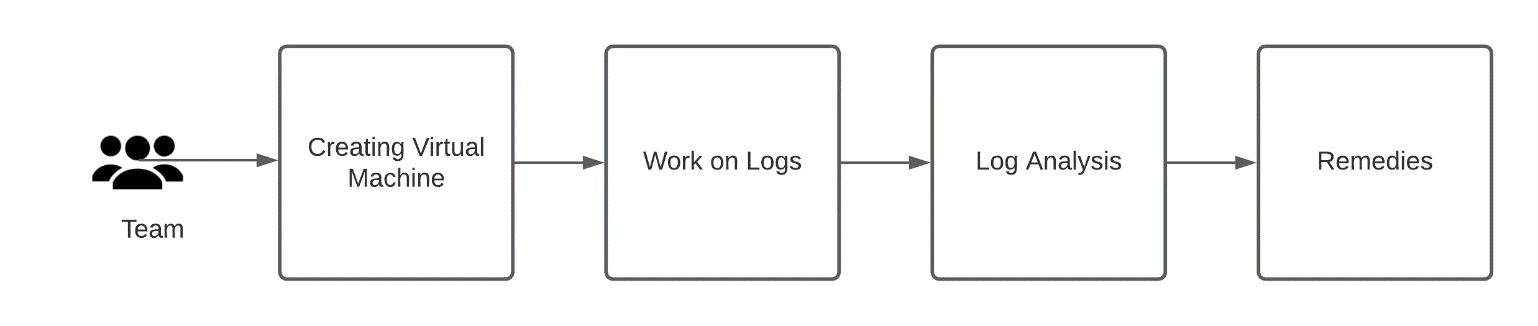 Creating Virtual
Machine
Work on Logs
Log Analysis
Remedies
Team